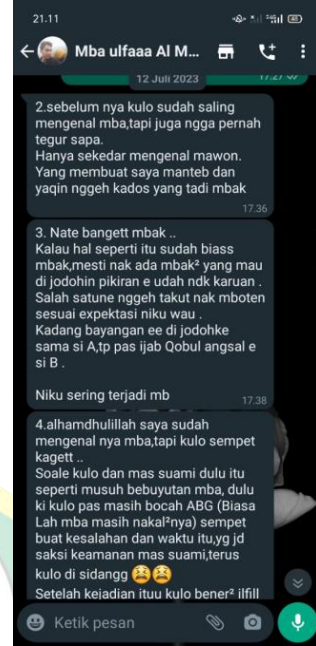 21.11
Mba ulfaaa Al M...
12 Juli 2023
17.27
2.sebelum nya kulo sudah saling
mengenal mba,tapi juga ngga pernah
tegur sapa.
Hanya sekedar mengenal mawon.
Yang membuat saya manteb dan
yaqin nggeh kados yang tadi mbak
17.36
3. Nate bangett mbak ..
Kalau hal seperti itu sudah biass
mbak,mesti nak ada mbak² yang mau
di jodohin pikiran e udah ndk karuan .
Salah satune nggeh takut nak mboten
sesuai expektasi niku wau .
Kadang bayangan ee di jodohke
sama si A,tp pas ijab Qobul angsal e
si B .
Niku sering terjadi mb
17.38
4.alhamdhulillah saya sudah
mengenal nya mba,tapi kulo sempet
kagett ..
Soale kulo dan mas suami dulu itu
seperti musuh bebuyutan mba, dulu
ki kulo pas masih bocah ABG (Biasa
Lah mba masih nakal²nya) sempet
buat kesalahan dan waktu itu,yg jd
saksi keamanan mas suami,terus
kulo di sidangg 😫😫
Setelah kejadian ituu kulo bener² ilfill
Ketik pesan